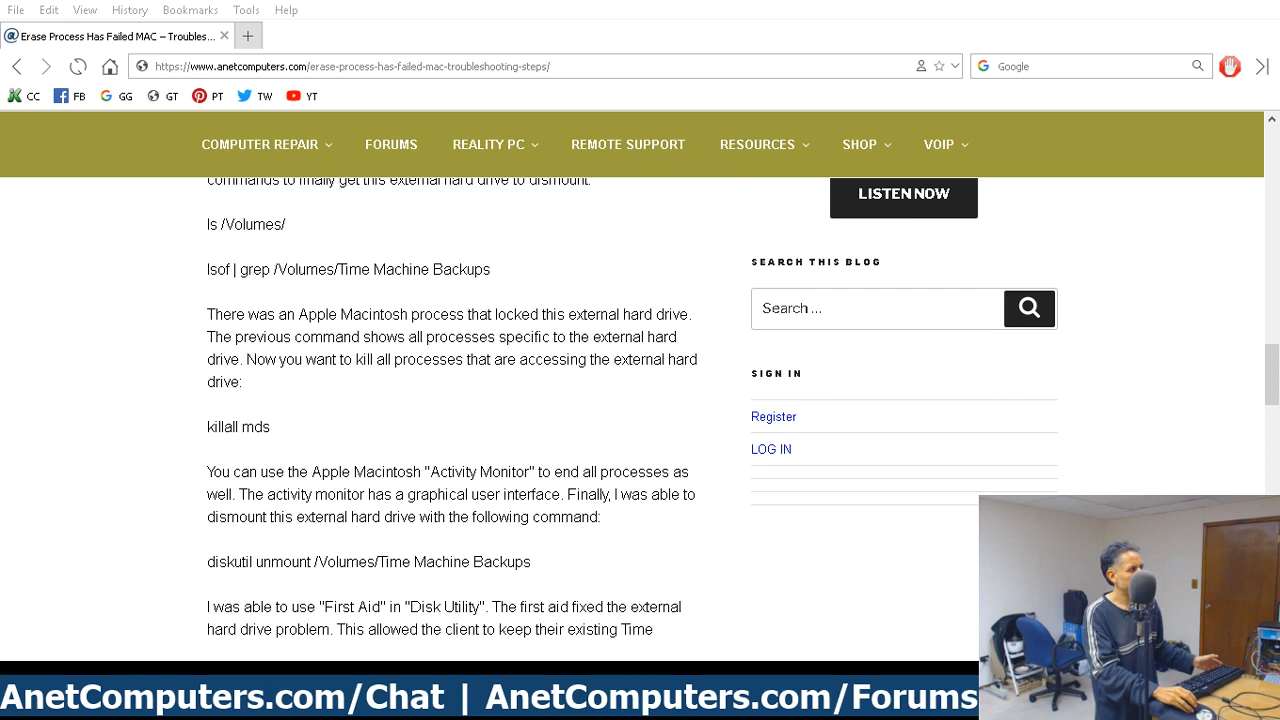 File Edit View History Bookmarks Tools Help
Erase Process Has Failed MAC – Troubles...
https://www.anetcomputers.com/erase-process-has-failed-mac-troubleshooting-steps/
Google
CC FB GG GT PT TW YT
COMPUTER REPAIR FORUMS REALITY PC REMOTE SUPPORT RESOURCES SHOP VOIP
commands to finally get this external hard drive to dismount.
ls /Volumes/
lsof | grep /Volumes/Time Machine Backups
There was an Apple Macintosh process that locked this external hard drive.
The previous command shows all processes specific to the external hard
drive. Now you want to kill all processes that are accessing the external hard
drive:
killall mds
You can use the Apple Macintosh "Activity Monitor" to end all processes as
well. The activity monitor has a graphical user interface. Finally, I was able to
dismount this external hard drive with the following command:
diskutil unmount /Volumes/Time Machine Backups
I was able to use "First Aid" in "Disk Utility". The first aid fixed the external
hard drive problem. This allowed the client to keep their existing Time
LISTEN NOW
SEARCH THIS BLOG
Search ...
SIGN IN
Register
LOG IN
AnetComputers.com/Chat | AnetComputers.com/Forums